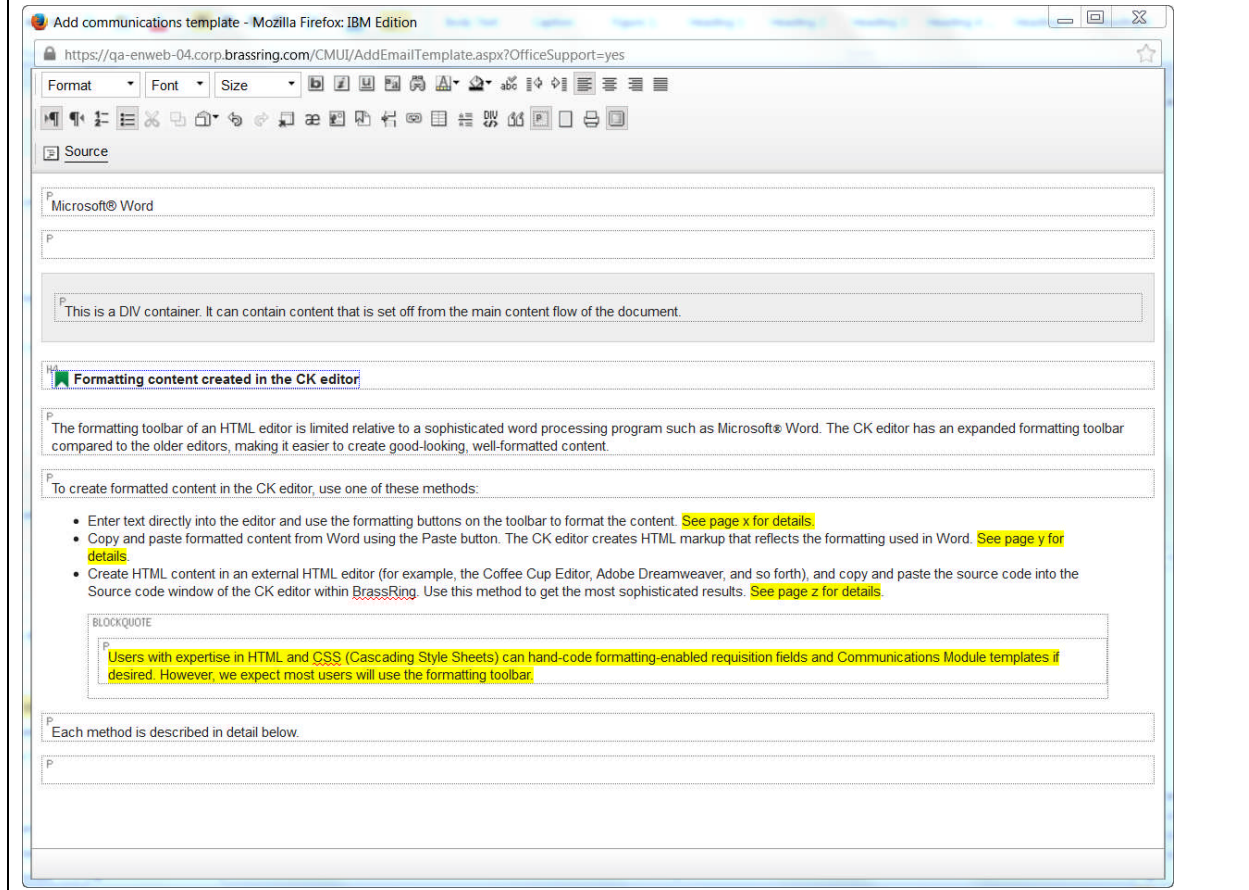 Add communications template - Mozilla Firefox: IBM Edition
https://qa-enweb-04.corp.brassring.com/CMUI/AddEmailTemplate.aspx?OfficeSupport=yes
Format Font Size
Source
P
Microsoft® Word
P
P
This is a DIV container. It can contain content that is set off from the main content flow of the document.
H4
Formatting content created in the CK editor
P
The formatting toolbar of an HTML editor is limited relative to a sophisticated word processing program such as Microsoft® Word. The CK editor has an expanded formatting toolbar
compared to the older editors, making it easier to create good-looking, well-formatted content.
P
To create formatted content in the CK editor, use one of these methods:
• Enter text directly into the editor and use the formatting buttons on the toolbar to format the content. See page x for details.
• Copy and paste formatted content from Word using the Paste button. The CK editor creates HTML markup that reflects the formatting used in Word. See page y for
details.
• Create HTML content in an external HTML editor (for example, the Coffee Cup Editor, Adobe Dreamweaver, and so forth), and copy and paste the source code into the
Source code window of the CK editor within BrassRing. Use this method to get the most sophisticated results. See page z for details.
BLOCKQUOTE
P
Users with expertise in HTML and CSS (Cascading Style Sheets) can hand-code formatting-enabled requisition fields and Communications Module templates if
desired. However, we expect most users will use the formatting toolbar.
P
Each method is described in detail below.
P